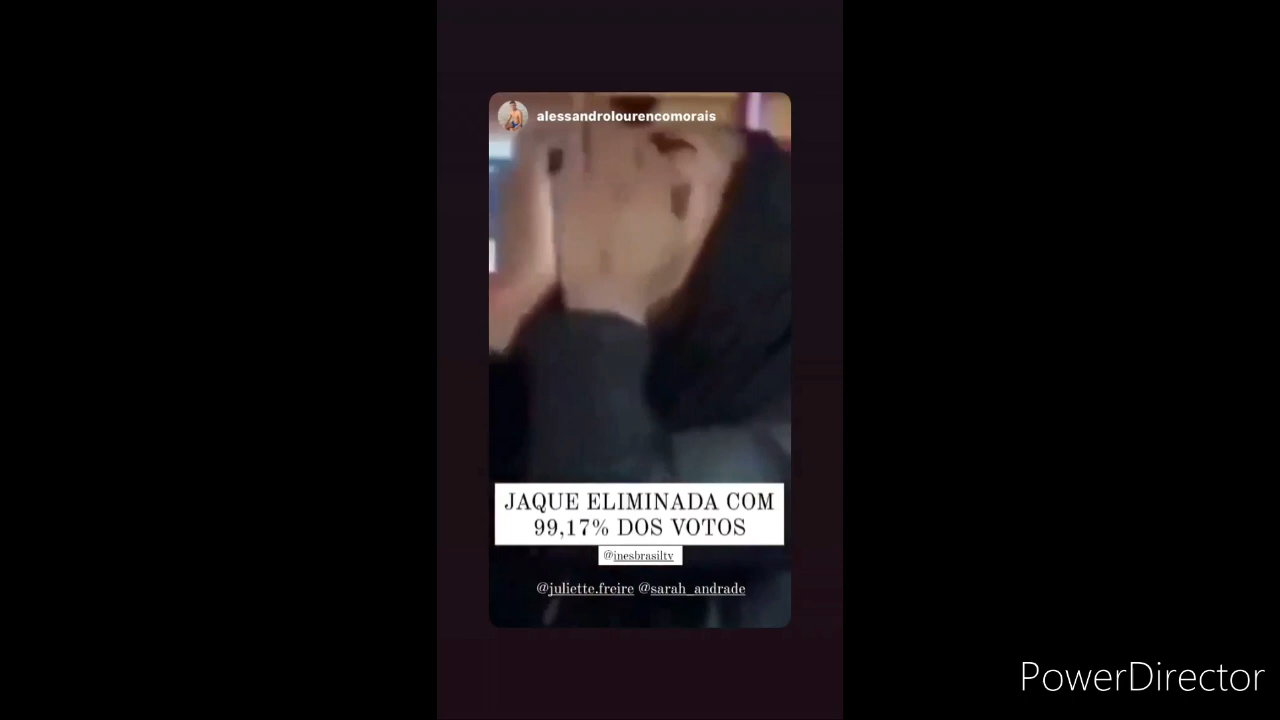 alessandrolourencomorais
JAQUE ELIMINADA COM
99,17% DOS VOTOS
@inesbrasiltv
@juliette.freire @sarah_andrade
PowerDirector